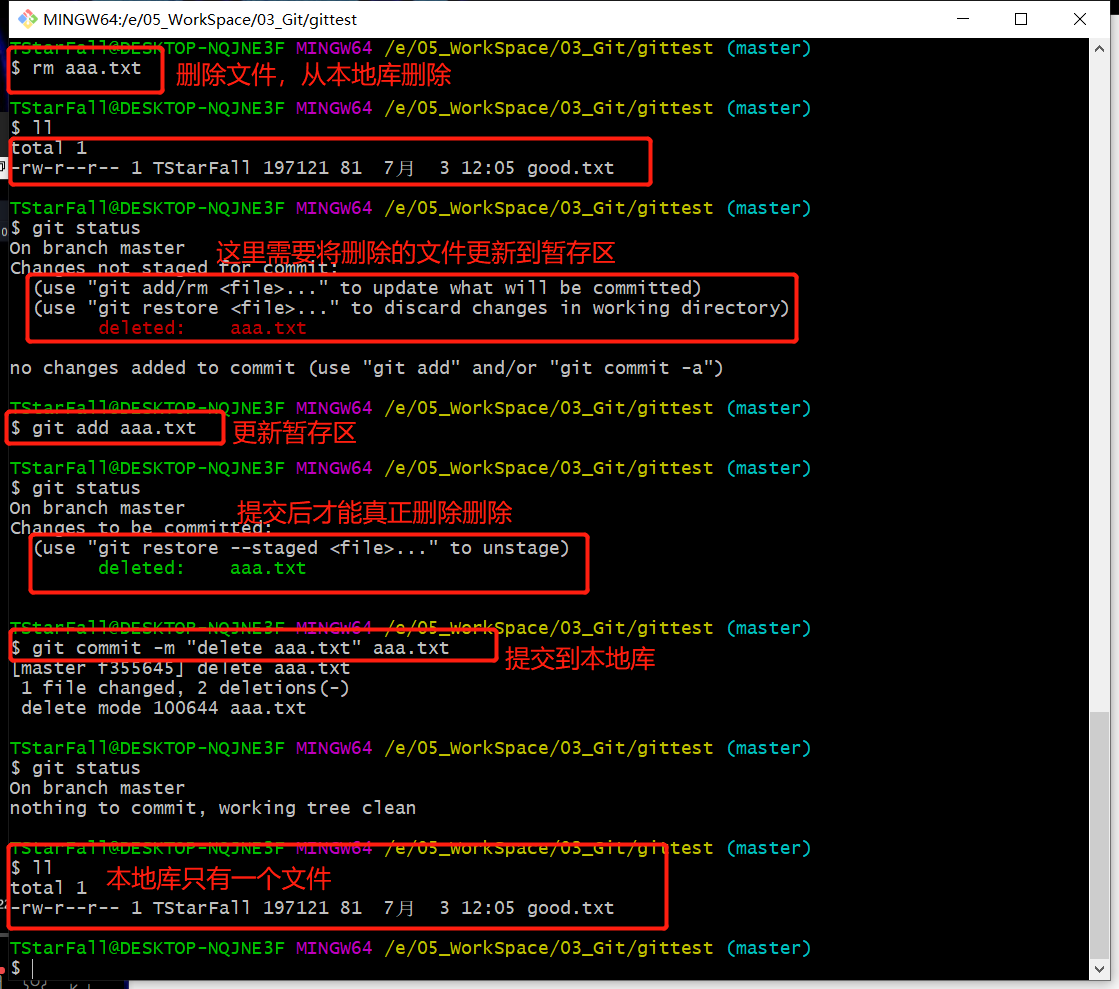 MINGW64:/e/05_WorkSpace/03_Git/gittest
TStarFall@DESKTOP-NQJNE3F MINGW64 /e/05_WorkSpace/03_Git/gittest (master)
$ rm aaa.txt 删除文件，从本地库删除
TStarFall@DESKTOP-NQJNE3F MINGW64 /e/05_WorkSpace/03_Git/gittest (master)
$ ll
total 1
-rw-r--r-- 1 TStarFall 197121 81 7月 3 12:05 good.txt
TStarFall@DESKTOP-NQJNE3F MINGW64 /e/05_WorkSpace/03_Git/gittest (master)
$ git status
On branch master
这里需要将删除的文件更新到暂存区
Changes not staged for commit:
(use "git add/rm <file>..." to update what will be committed)
(use "git restore <file>..." to discard changes in working directory)
deleted: aaa.txt
no changes added to commit (use "git add" and/or "git commit -a")
TStarFall@DESKTOP-NQJNE3F MINGW64 /e/05_WorkSpace/03_Git/gittest (master)
$ git add aaa.txt 更新暂存区
TStarFall@DESKTOP-NQJNE3F MINGW64 /e/05_WorkSpace/03_Git/gittest (master)
$ git status
On branch master
提交后才能真正删除删除
Changes to be committed:
(use "git restore --staged <file>..." to unstage)
deleted: aaa.txt
TStarFall@DESKTOP-NQJNE3F MINGW64 /e/05_WorkSpace/03_Git/gittest (master)
$ git commit -m "delete aaa.txt" aaa.txt 提交到本地库
[master f355645] delete aaa.txt
1 file changed, 2 deletions(-)
delete mode 100644 aaa.txt
TStarFall@DESKTOP-NQJNE3F MINGW64 /e/05_WorkSpace/03_Git/gittest (master)
$ git status
On branch master
nothing to commit, working tree clean
TStarFall@DESKTOP-NQJNE3F MINGW64 /e/05_WorkSpace/03_Git/gittest (master)
$ ll
本地库只有一个文件
total 1
-rw-r--r-- 1 TStarFall 197121 81 7月 3 12:05 good.txt
TStarFall@DESKTOP-NQJNE3F MINGW64 /e/05_WorkSpace/03_Git/gittest (master)
$